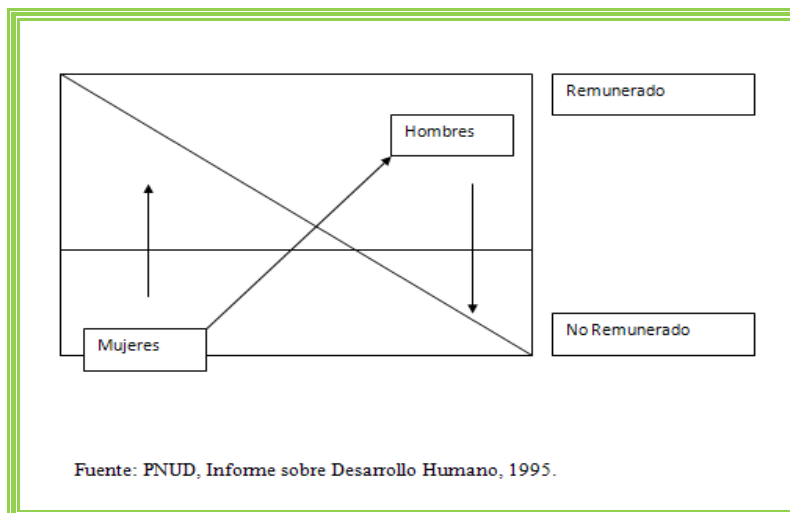 Remunerado
Hombres
No Remunerado
Mujeres
Fuente: PNUD, Informe sobre Desarrollo Humano, 1995.